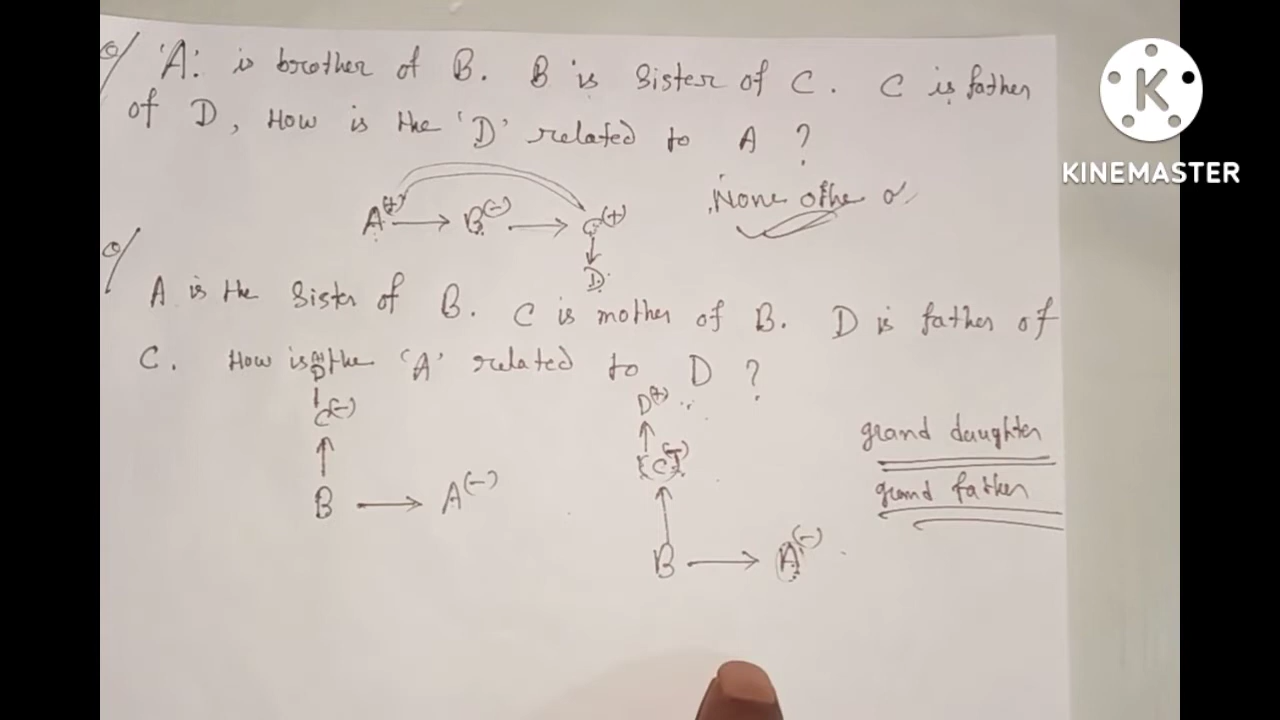 Q/ 'A' is brother of B. B is Sister of C. C is father
of D, How is the 'D' related to A ?
A(+) → B(-) → C(+)
None of the
D
Q/
A is the Sister of B. C is mother of B. D is father of
C. How is the 'A' related to D ?
D
D(+)
C(-)
C(-)
grand daughter
grand father
B → A(-)
B → A(-)
K
KINEMASTER